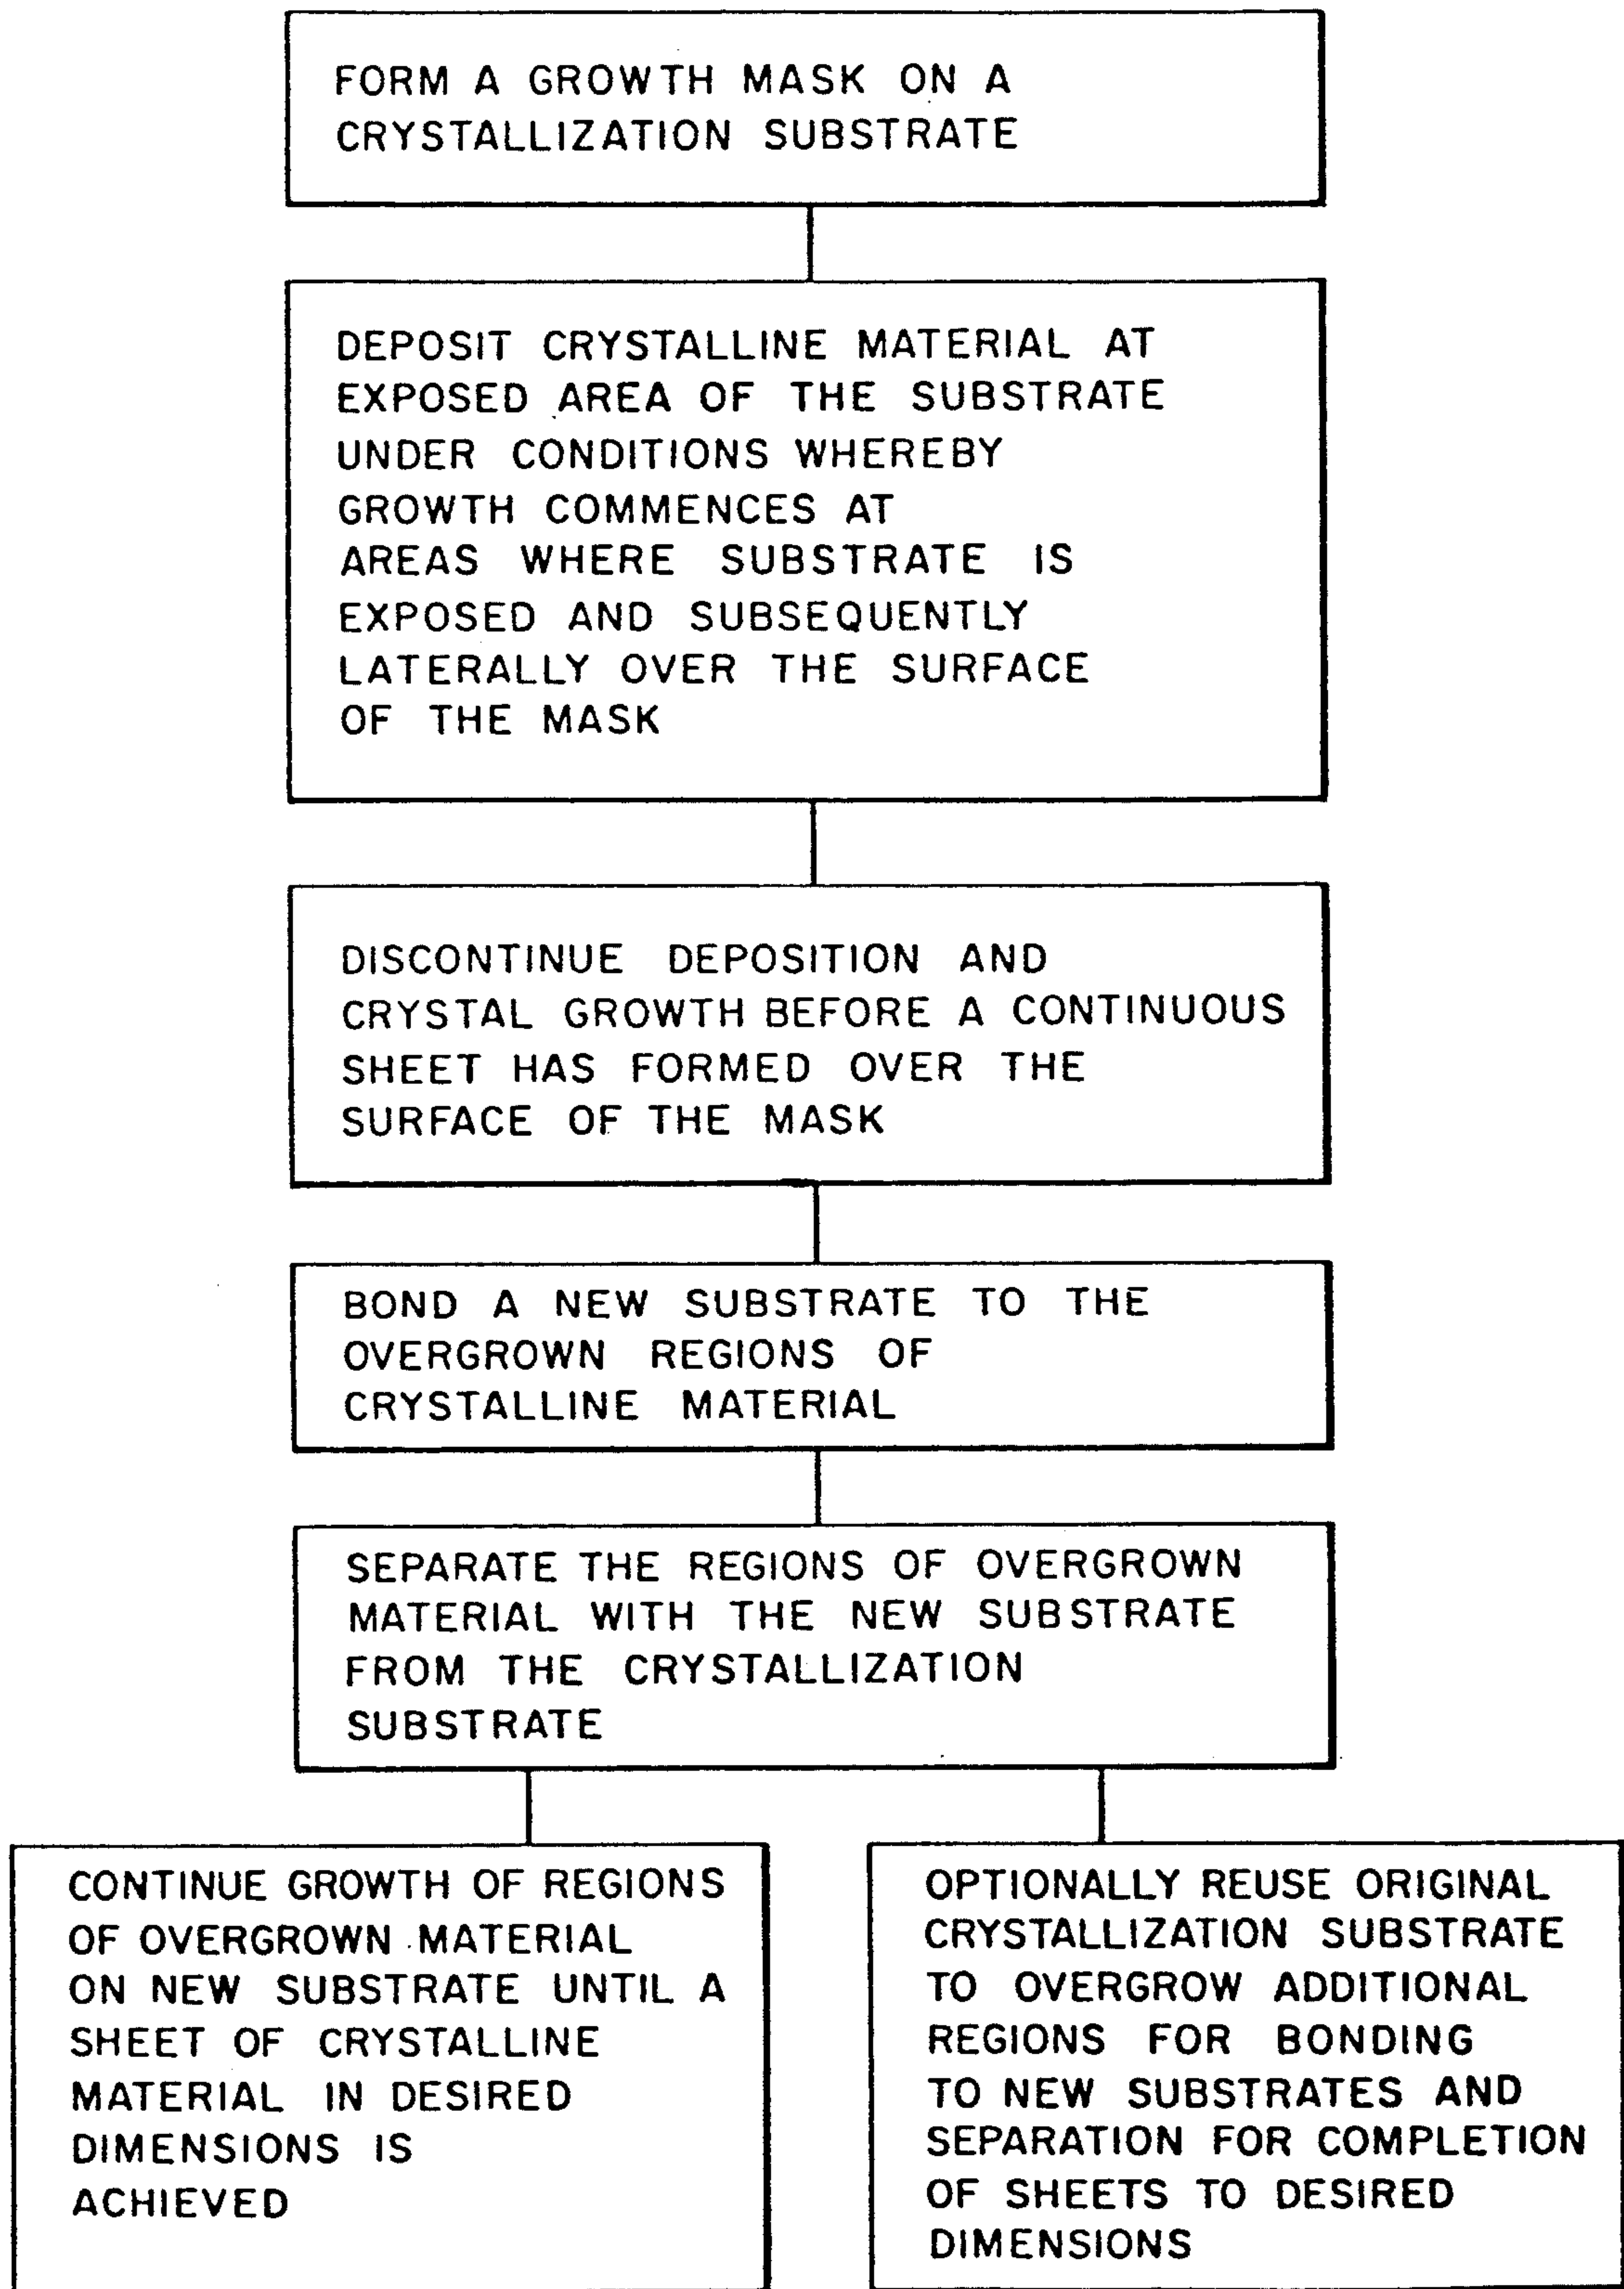 FORM A GROWTH MASK ON A
CRYSTALLIZATION SUBSTRATE
DEPOSIT CRYSTALLINE MATERIAL AT
EXPOSED AREA OF THE SUBSTRATE
UNDER CONDITIONS WHEREBY
GROWTH COMMENCES AT
AREAS WHERE SUBSTRATE IS
EXPOSED AND SUBSEQUENTLY
LATERALLY OVER THE SURFACE
OF THE MASK
DISCONTINUE DEPOSITION AND
CRYSTAL GROWTH BEFORE A CONTINUOUS
SHEET HAS FORMED OVER THE
SURFACE OF THE MASK
BOND A NEW SUBSTRATE TO THE
OVERGROWN REGIONS OF
CRYSTALLINE MATERIAL
SEPARATE THE REGIONS OF OVERGROWN
MATERIAL WITH THE NEW SUBSTRATE
FROM THE CRYSTALLIZATION
SUBSTRATE
CONTINUE GROWTH OF REGIONS
OF OVERGROWN MATERIAL
ON NEW SUBSTRATE UNTIL A
SHEET OF CRYSTALLINE
MATERIAL IN DESIRED
DIMENSIONS IS
ACHIEVED
OPTIONALLY REUSE ORIGINAL
CRYSTALLIZATION SUBSTRATE
TO OVERGROW ADDITIONAL
REGIONS FOR BONDING
TO NEW SUBSTRATES AND
SEPARATION FOR COMPLETION
OF SHEETS TO DESIRED
DIMENSIONS